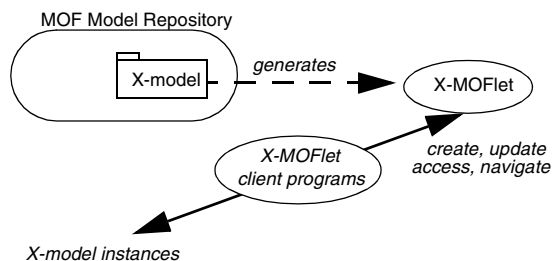 MOF Model Repository
X-model
generates
X-MOFlet
X-MOFlet
client programs
create, update
access, navigate
X-model instances